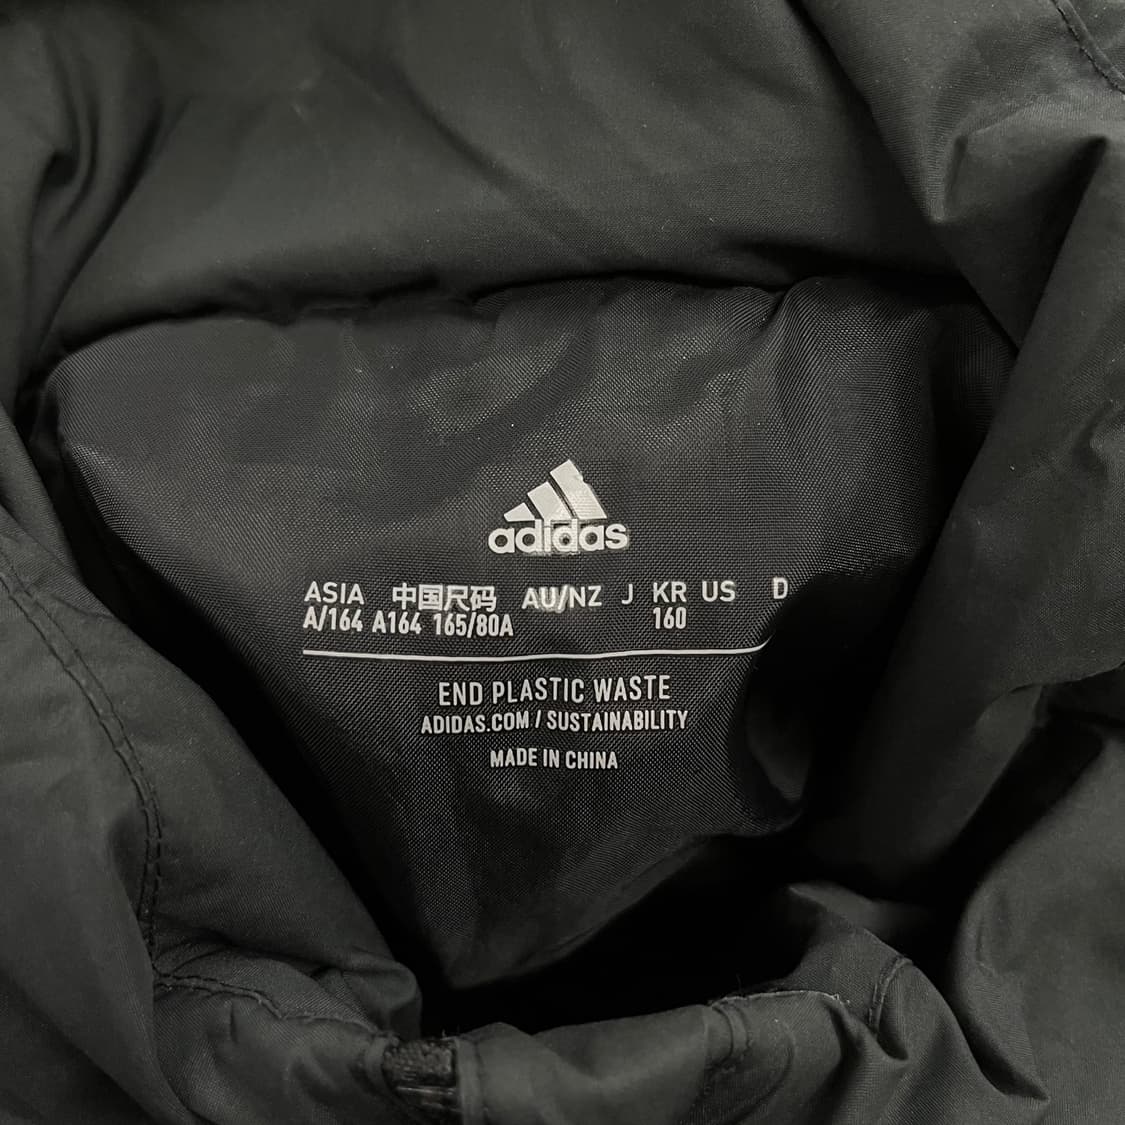 adidas
ASIA 中国尺码 AU/NZ J KR US D
A/164 A164 165/80A 160
END PLASTIC WASTE
ADIDAS.COM / SUSTAINABILITY
MADE IN CHINA